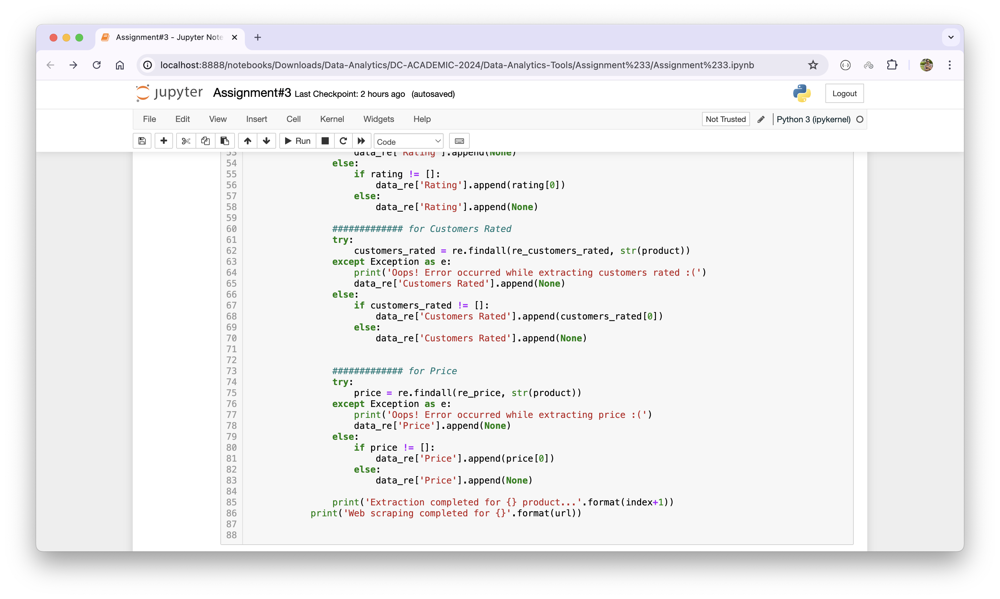 Assignment#3 - Jupyter Note
localhost:8888/notebooks/Downloads/Data-Analytics/DC-ACADEMIC-2024/Data-Analytics-Tools/Assignment%233/Assignment%233.ipynb
jupyter Assignment#3 Last Checkpoint: 2 hours ago (autosaved) Logout
File Edit View Insert Cell Kernel Widgets Help Not Trusted Python 3 (ipykernel)
Run Code
53 data_re['Rating'].append(None)
54 else:
55 if rating != []:
56 data_re['Rating'].append(rating[0])
57 else:
58 data_re['Rating'].append(None)
59
60 ############# for Customers Rated
61 try:
62 customers_rated = re.findall(re_customers_rated, str(product))
63 except Exception as e:
64 print('Oops! Error occurred while extracting customers rated :(')
65 data_re['Customers Rated'].append(None)
66 else:
67 if customers_rated != []:
68 data_re['Customers Rated'].append(customers_rated[0])
69 else:
70 data_re['Customers Rated'].append(None)
71
72
73 ############# for Price
74 try:
75 price = re.findall(re_price, str(product))
76 except Exception as e:
77 print('Oops! Error occurred while extracting price :(')
78 data_re['Price'].append(None)
79 else:
80 if price != []:
81 data_re['Price'].append(price[0])
82 else:
83 data_re['Price'].append(None)
84
85 print('Extraction completed for {} product...'.format(index+1))
86 print('Web scraping completed for {}'.format(url))
87
88